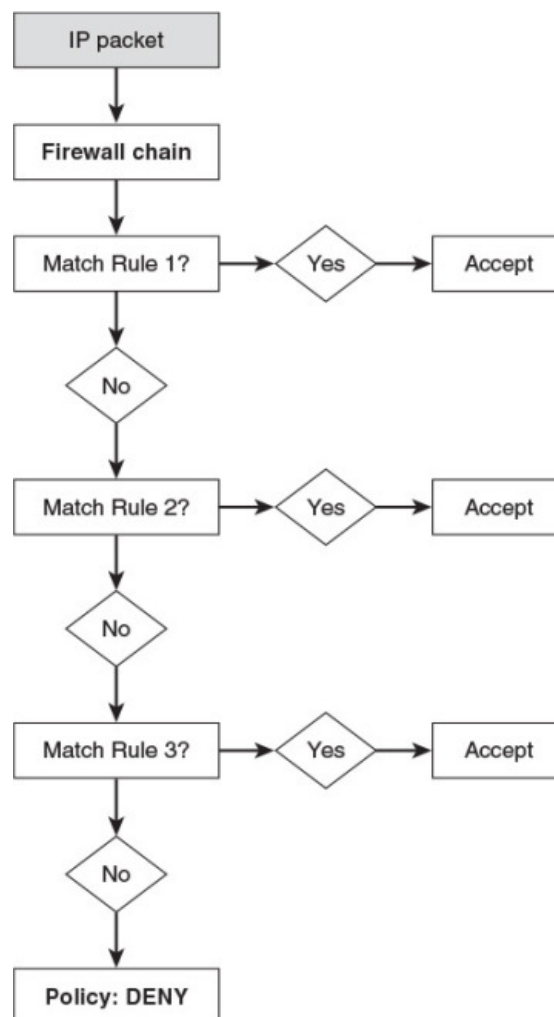 IP packet
Firewall chain
Match Rule 1?
Yes
Accept
No
Match Rule 2?
Yes
Accept
No
Match Rule 3?
Yes
Accept
No
Policy: DENY